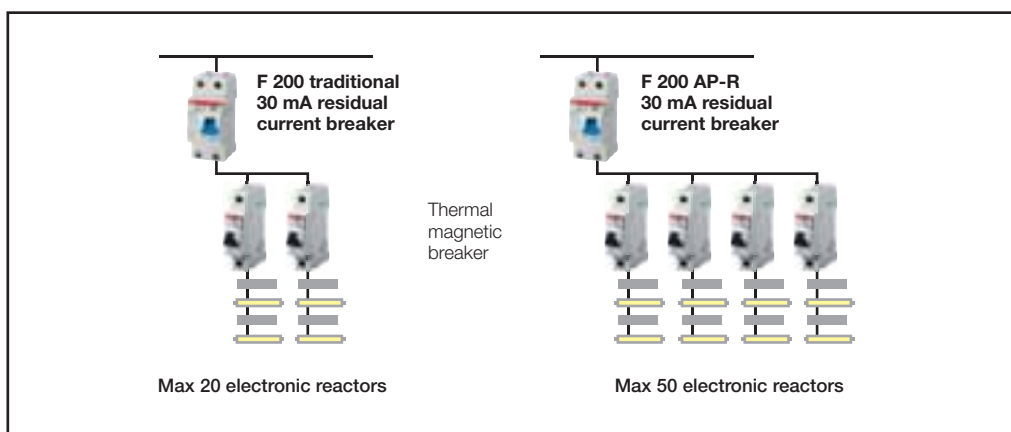 F 200 traditional
30 mA residual
current breaker
F 200 AP-R
30 mA residual
current breaker
Thermal
magnetic
breaker
Max 20 electronic reactors
Max 50 electronic reactors